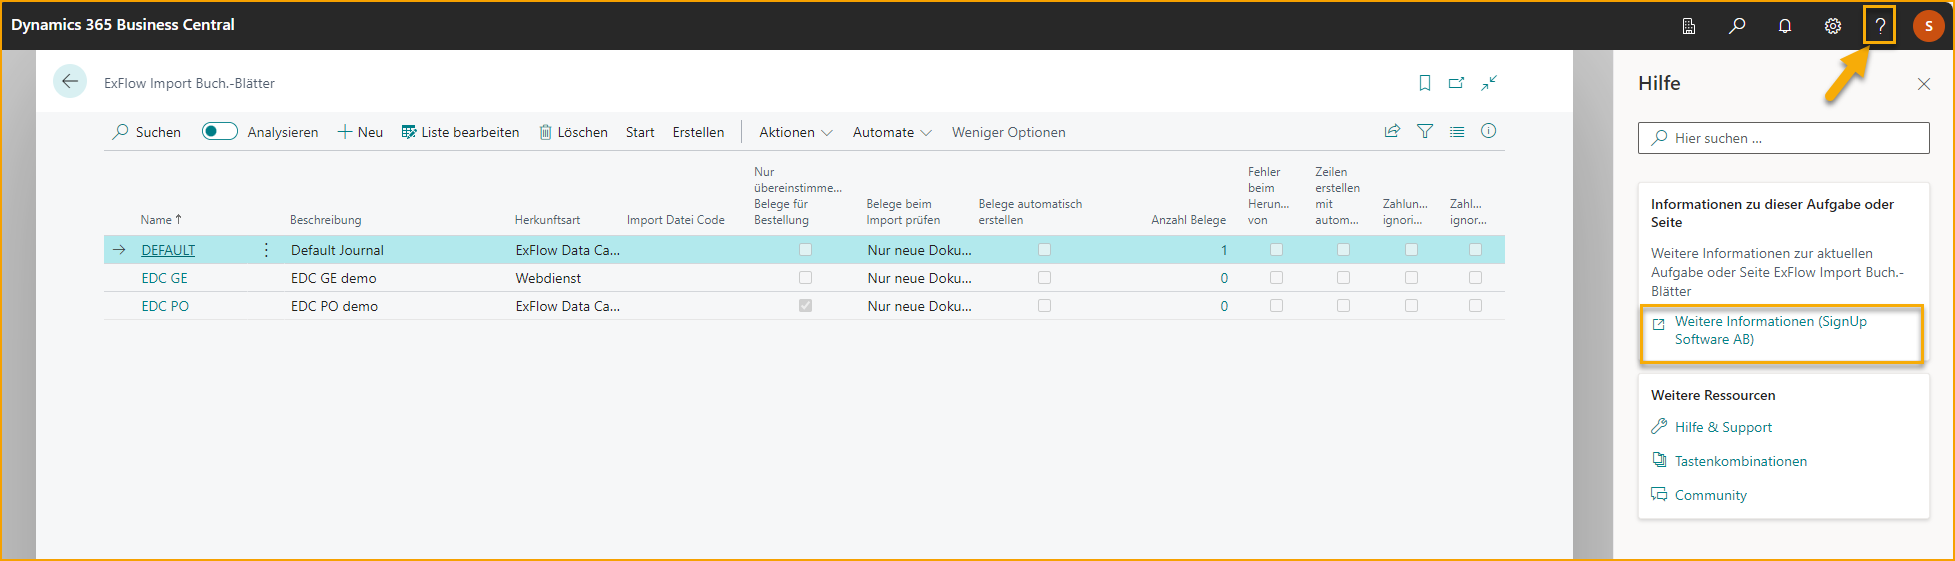 Dynamics 365 Business Central
?
S
ExFlow Import Buch.-Blätter
Suchen Analysieren Neu Liste bearbeiten Löschen Start Erstellen Aktionen Automate Weniger Optionen
Name ↑
Beschreibung
Herkunftsart
Import Datei Code
Nur
übereinstimme...
Belege für
Bestellung
Belege beim
Import prüfen
Belege automatisch
erstellen
Anzahl Belege
Fehler
beim
Herun...
von
Zeilen
erstellen
mit
autom...
Zahlun...
ignori...
Zahl...
ignor...
DEFAULT Default Journal ExFlow Data Ca... Nur neue Doku... 1
EDC GE EDC GE demo Webdienst Nur neue Doku... 0
EDC PO EDC PO demo ExFlow Data Ca... Nur neue Doku... 0
Hilfe
Hier suchen ...
Informationen zu dieser Aufgabe oder
Seite
Weitere Informationen zur aktuellen
Aufgabe oder Seite ExFlow Import Buch.-
Blätter
Weitere Informationen (SignUp
Software AB)
Weitere Ressourcen
Hilfe & Support
Tastenkombinationen
Community